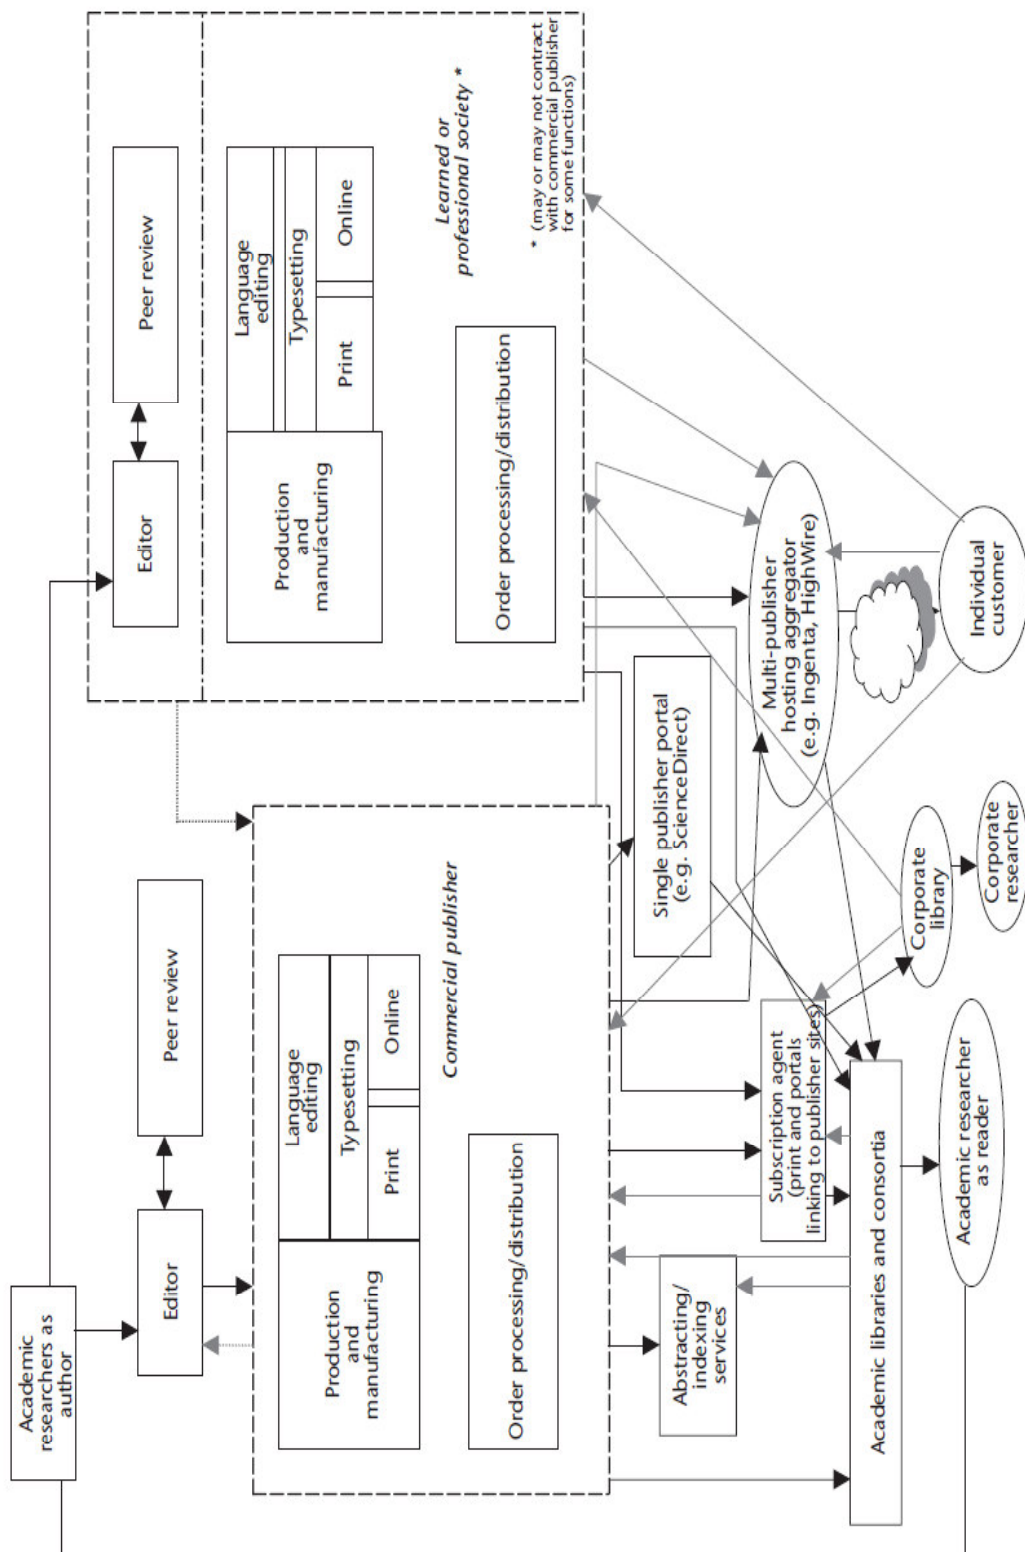 Academic
researchers as
author
Editor
Peer review
Editor
Peer review
Production
and
manufacturing
Language
editing
Typesetting
Print
Online
Order processing/distribution
Commercial publisher
Production
and
manufacturing
Language
editing
Typesetting
Print
Online
Order processing/distribution
Learned or
professional society *
* (may or may not contract
with commercial publisher
for some functions)
Abstracting/
indexing
services
Subscription agent
(print and portals
linking to publisher sites)
Single publisher portal
(e.g. ScienceDirect)
Multi-publisher
hosting aggregator
(e.g. Ingenta, HighWire)
Academic libraries and consortia
Corporate
library
Individual
customer
Academic researcher
as reader
Corporate
researcher